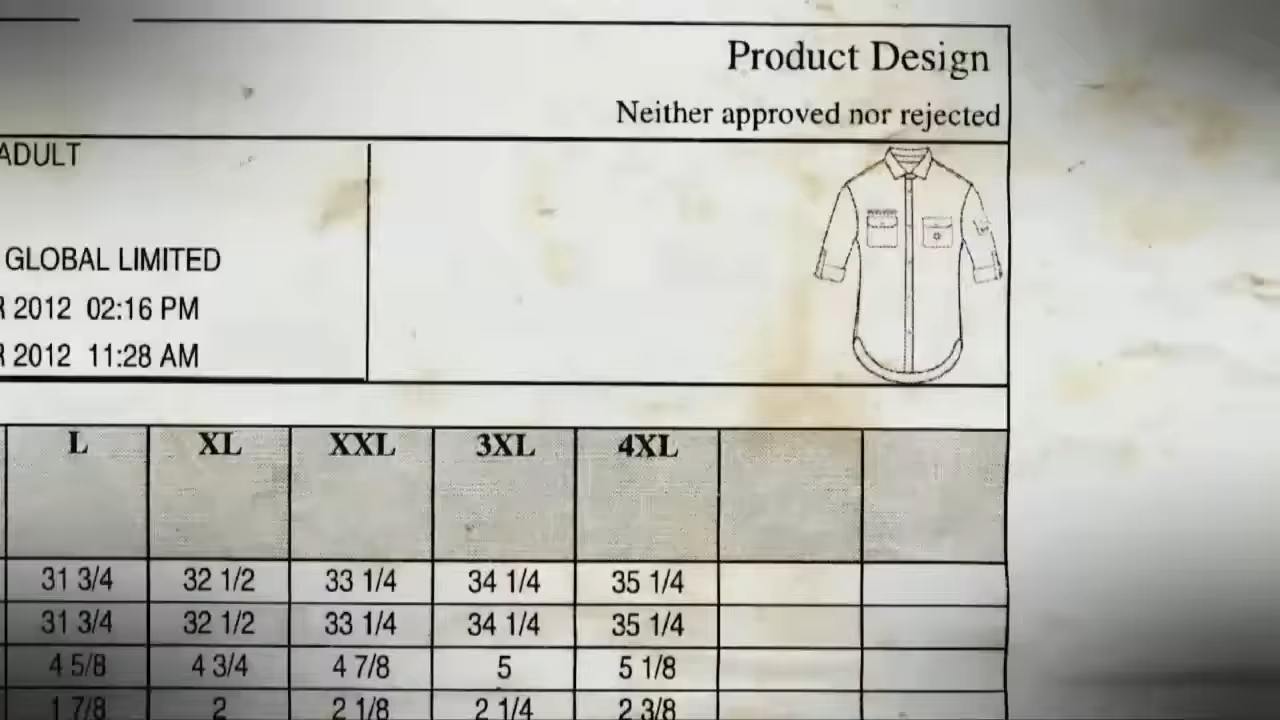 Product Design
Neither approved nor rejected
ADULT
GLOBAL LIMITED
R 2012 02:16 PM
R 2012 11:28 AM
L XL XXL 3XL 4XL
31 3/4 32 1/2 33 1/4 34 1/4 35 1/4
31 3/4 32 1/2 33 1/4 34 1/4 35 1/4
4 5/8 4 3/4 4 7/8 5 5 1/8
1 7/8 2 2 1/8 2 1/4 2 3/8